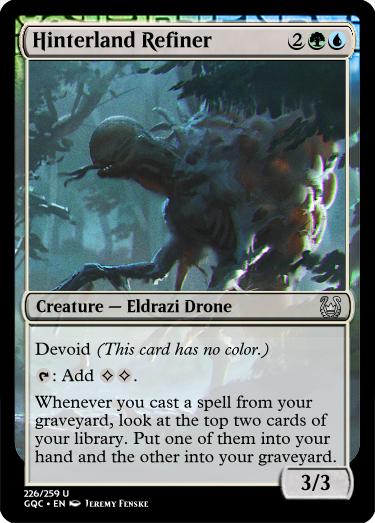 Hinterland Refiner 2
Creature — Eldrazi Drone
Devoid (This card has no color.)
: Add .
Whenever you cast a spell from your
graveyard, look at the top two cards of
your library. Put one of them into your
hand and the other into your graveyard.
3/3
226/259 U
GQC • EN Jeremy Fenske